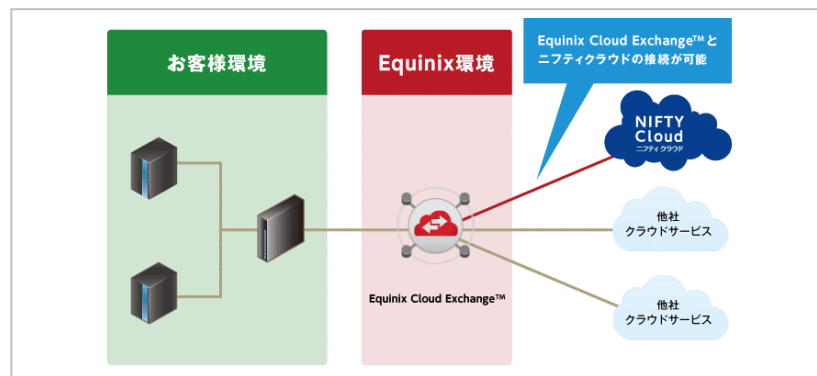 お客様環境
Equinix環境
Equinix Cloud Exchange™と
ニフティクラウドの接続が可能
NIFTY
Cloud
ニフティクラウド
他社
クラウドサービス
Equinix Cloud Exchange™
他社
クラウドサービス